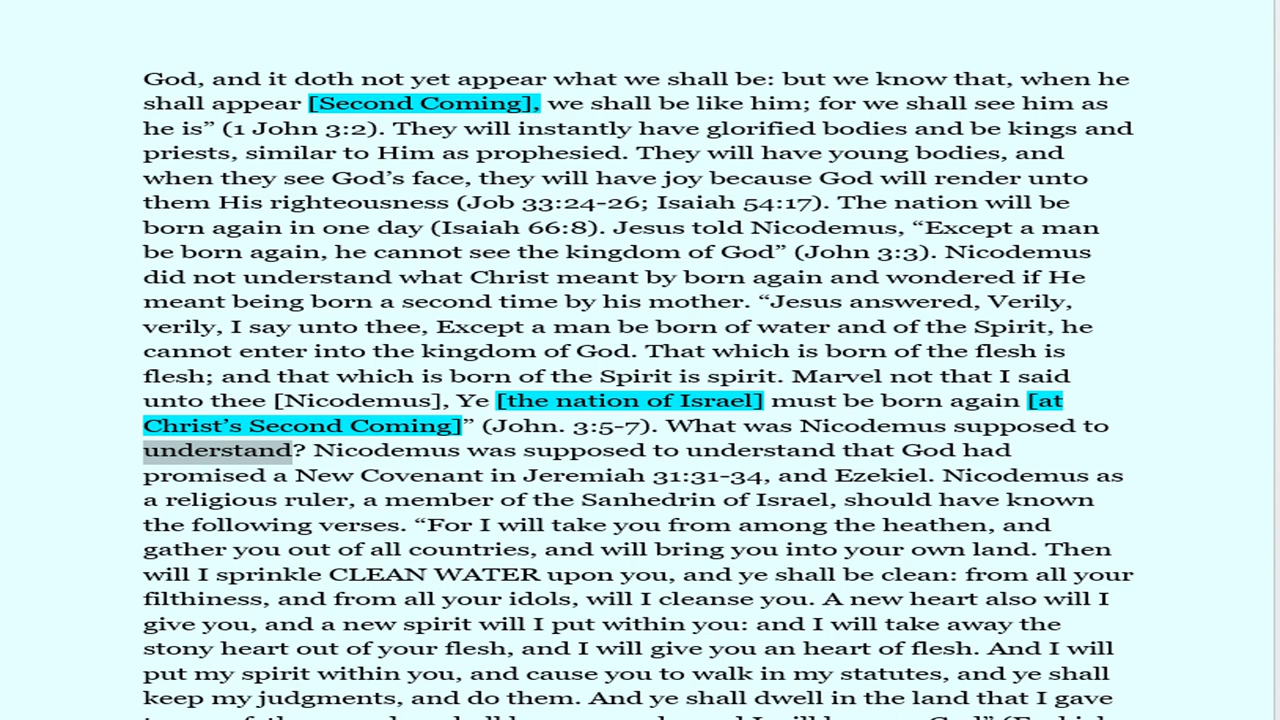 God, and it doth not yet appear what we shall be: but we know that, when he
shall appear [Second Coming], we shall be like him; for we shall see him as
he is” (1 John 3:2). They will instantly have glorified bodies and be kings and
priests, similar to Him as prophesied. They will have young bodies, and
when they see God’s face, they will have joy because God will render unto
them His righteousness (Job 33:24-26; Isaiah 54:17). The nation will be
born again in one day (Isaiah 66:8). Jesus told Nicodemus, “Except a man
be born again, he cannot see the kingdom of God” (John 3:3). Nicodemus
did not understand what Christ meant by born again and wondered if He
meant being born a second time by his mother. “Jesus answered, Verily,
verily, I say unto thee, Except a man be born of water and of the Spirit, he
cannot enter into the kingdom of God. That which is born of the flesh is
flesh; and that which is born of the Spirit is spirit. Marvel not that I said
unto thee [Nicodemus], Ye [the nation of Israel] must be born again [at
Christ’s Second Coming]” (John. 3:5-7). What was Nicodemus supposed to
understand? Nicodemus was supposed to understand that God had
promised a New Covenant in Jeremiah 31:31-34, and Ezekiel. Nicodemus as
a religious ruler, a member of the Sanhedrin of Israel, should have known
the following verses. “For I will take you from among the heathen, and
gather you out of all countries, and will bring you into your own land. Then
will I sprinkle CLEAN WATER upon you, and ye shall be clean: from all your
filthiness, and from all your idols, will I cleanse you. A new heart also will I
give you, and a new spirit will I put within you: and I will take away the
stony heart out of your flesh, and I will give you an heart of flesh. And I will
put my spirit within you, and cause you to walk in my statutes, and ye shall
keep my judgments, and do them. And ye shall dwell in the land that I gave